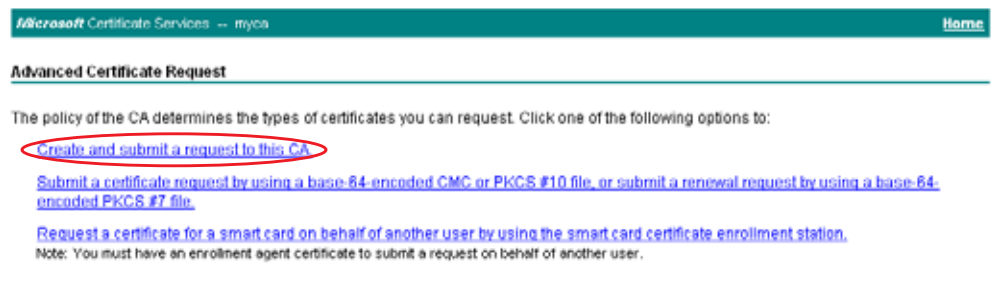 Microsoft Certificate Services -- myca
Home
Advanced Certificate Request
The policy of the CA determines the types of certificates you can request. Click one of the following options to:
Create and submit a request to this CA.
Submit a certificate request by using a base-64-encoded CMC or PKCS #10 file, or submit a renewal request by using a base-64-
encoded PKCS #7 file.
Request a certificate for a smart card on behalf of another user by using the smart card certificate enrollment station.
Note: You must have an enrollment agent certificate to submit a request on behalf of another user.